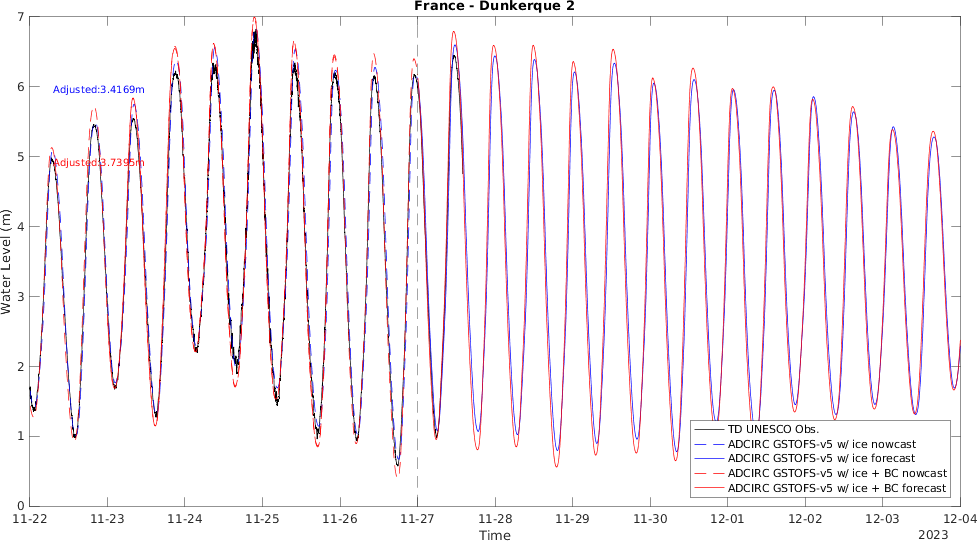 France - Dunkerque 2
7
6
5
4
3
2
1
0
Water Level (m)
Adjusted:3.4169m
Adjusted:3.7395m
TD UNESCO Obs.
ADCIRC GSTOFS-v5 w/ ice nowcast
ADCIRC GSTOFS-v5 w/ ice forecast
ADCIRC GSTOFS-v5 w/ ice + BC nowcast
ADCIRC GSTOFS-v5 w/ ice + BC forecast
11-22 11-23 11-24 11-25 11-26 11-27 11-28 11-29 11-30 12-01 12-02 12-03 12-04
Time
2023